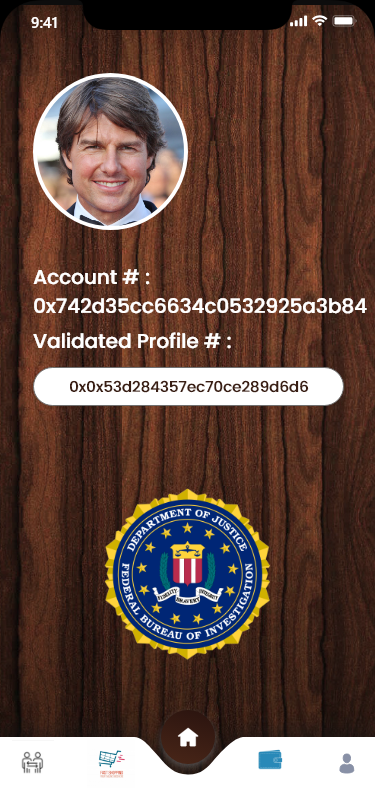 9:41
Account # :
0x742d35cc6634c0532925a3b84
Validated Profile # :
0x0x53d284357ec70ce289d6d6
DEPARTMENT OF JUSTICE
FIDELITY BRAVERY INTEGRITY
FEDERAL BUREAU OF INVESTIGATION